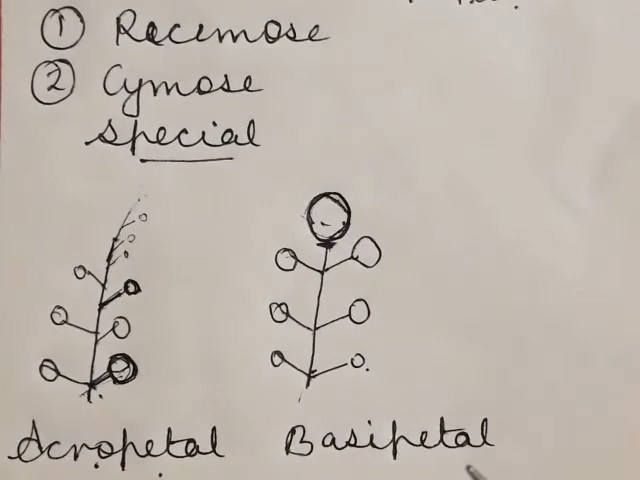 ① Racemose
② Cymose
special
Acropetal Basipetal